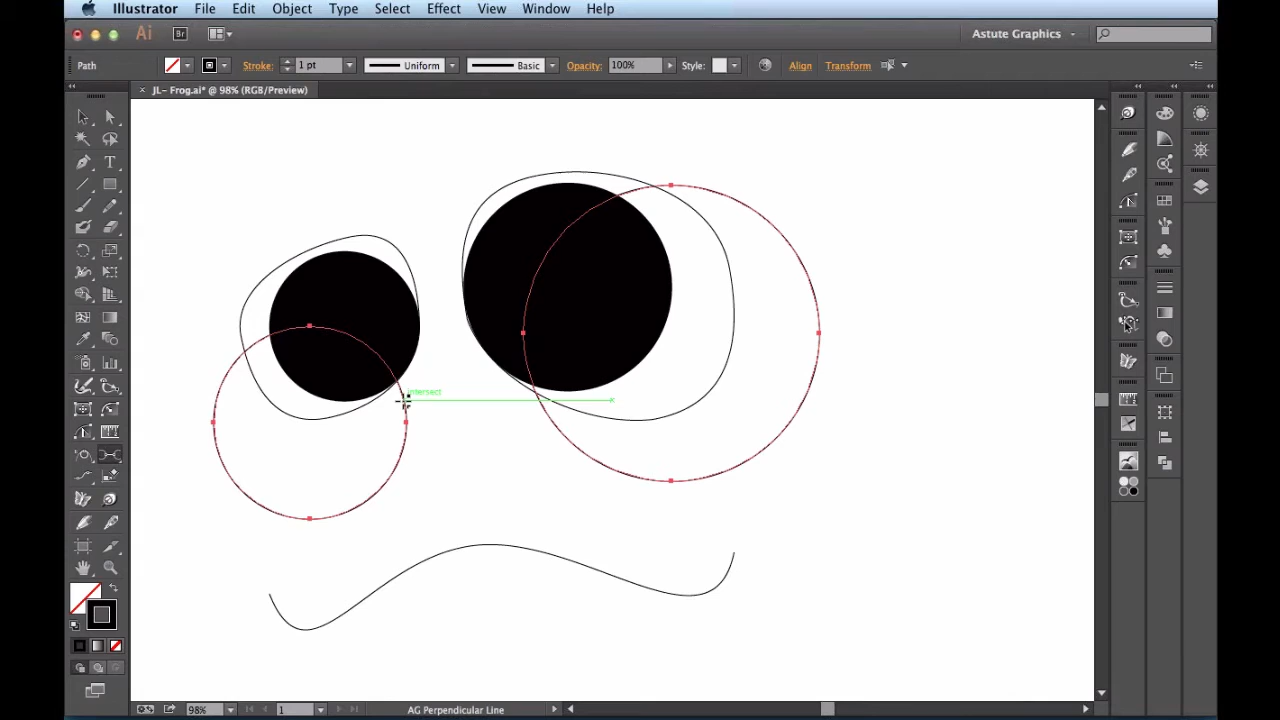 Illustrator File Edit Object Type Select Effect View Window Help
Ai Br Astute Graphics
Path Stroke: 1 pt Uniform Basic Opacity: 100% Style: Align Transform
JL- Frog.ai* @ 98% (RGB/Preview)
intersect
98% 1 AG Perpendicular Line